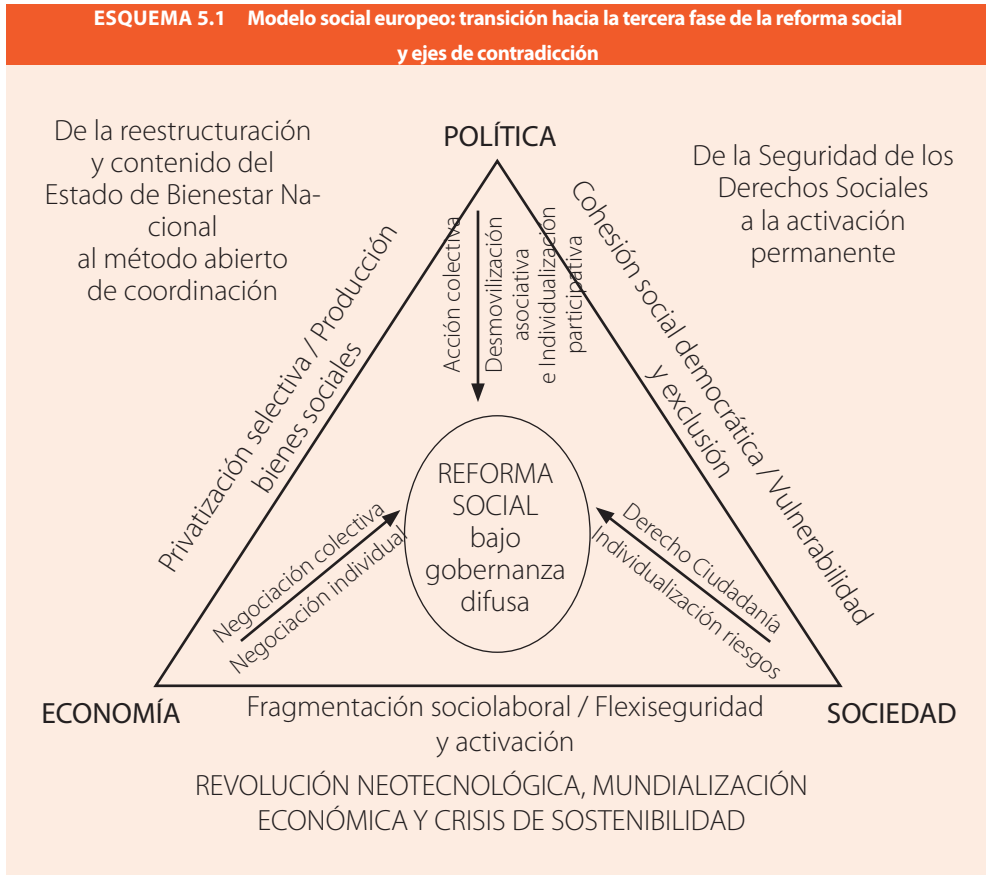 ESQUEMA 5.1 Modelo social europeo: transición hacia la tercera fase de la reforma social
y ejes de contradicción
De la reestructuración
y contenido del
Estado de Bienestar Na-
cional
al método abierto
de coordinación
POLÍTICA
De la Seguridad de los
Derechos Sociales
a la activación
permanente
Privatización selectiva / Producción
bienes sociales
Acción colectiva
Desmovilización
asociativa
e Individualización
participativa
Cohesión social democrática / Vulnerabilidad
y exclusión
REFORMA
SOCIAL
bajo
gobernanza
difusa
Negociación colectiva
Negociación individual
Derecho Ciudadanía
Individualización riesgos
ECONOMÍA
Fragmentación sociolaboral / Flexiseguridad
y activación
SOCIEDAD
REVOLUCIÓN NEOTECNOLÓGICA, MUNDIALIZACIÓN
ECONÓMICA Y CRISIS DE SOSTENIBILIDAD